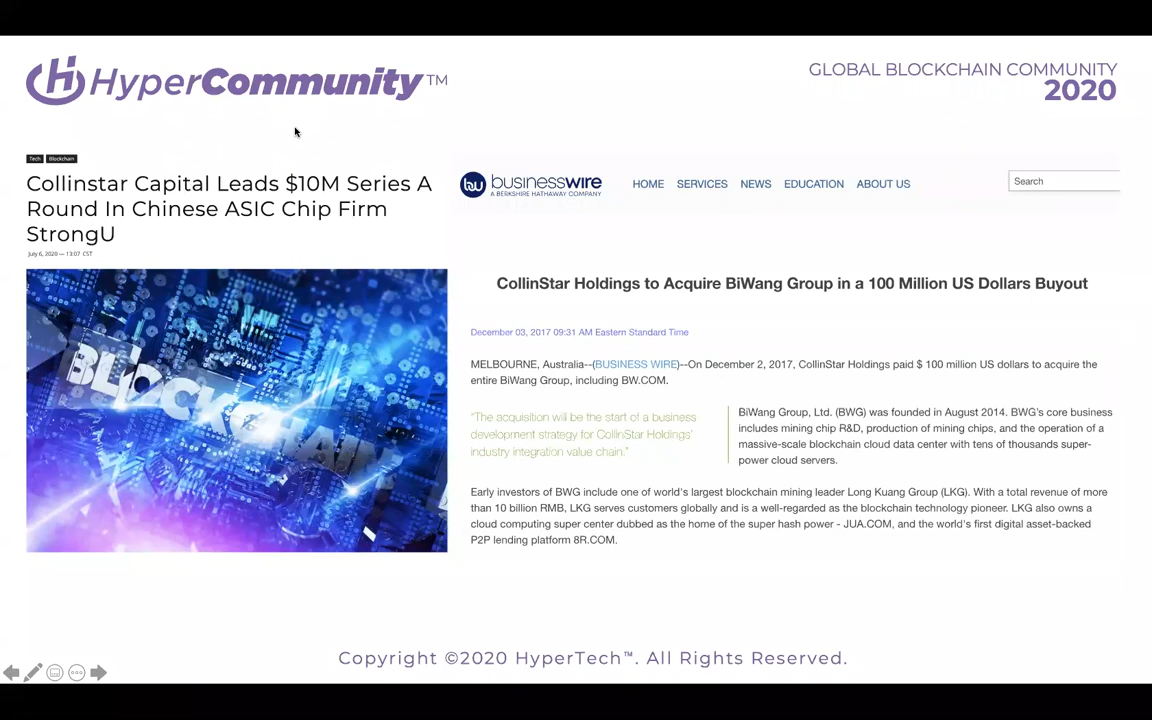 HyperCommunity™
GLOBAL BLOCKCHAIN COMMUNITY
2020
Tech Blockchain
Collinstar Capital Leads $10M Series A
Round In Chinese ASIC Chip Firm
StrongU
July 6, 2020 — 13:07 CST
BLOCKCHAIN
bw businesswire
A BERKSHIRE HATHAWAY COMPANY
HOME SERVICES NEWS EDUCATION ABOUT US
Search
CollinStar Holdings to Acquire BiWang Group in a 100 Million US Dollars Buyout
December 03, 2017 09:31 AM Eastern Standard Time
MELBOURNE, Australia--(BUSINESS WIRE)--On December 2, 2017, CollinStar Holdings paid $ 100 million US dollars to acquire the
entire BiWang Group, including BW.COM.
"The acquisition will be the start of a business
development strategy for CollinStar Holdings'
industry integration value chain."
BiWang Group, Ltd. (BWG) was founded in August 2014. BWG's core business
includes mining chip R&D, production of mining chips, and the operation of a
massive-scale blockchain cloud data center with tens of thousands super-
power cloud servers.
Early investors of BWG include one of world's largest blockchain mining leader Long Kuang Group (LKG). With a total revenue of more
than 10 billion RMB, LKG serves customers globally and is a well-regarded as the blockchain technology pioneer. LKG also owns a
cloud computing super center dubbed as the home of the super hash power - JUA.COM, and the world's first digital asset-backed
P2P lending platform 8R.COM.
Copyright ©2020 HyperTech™. All Rights Reserved.